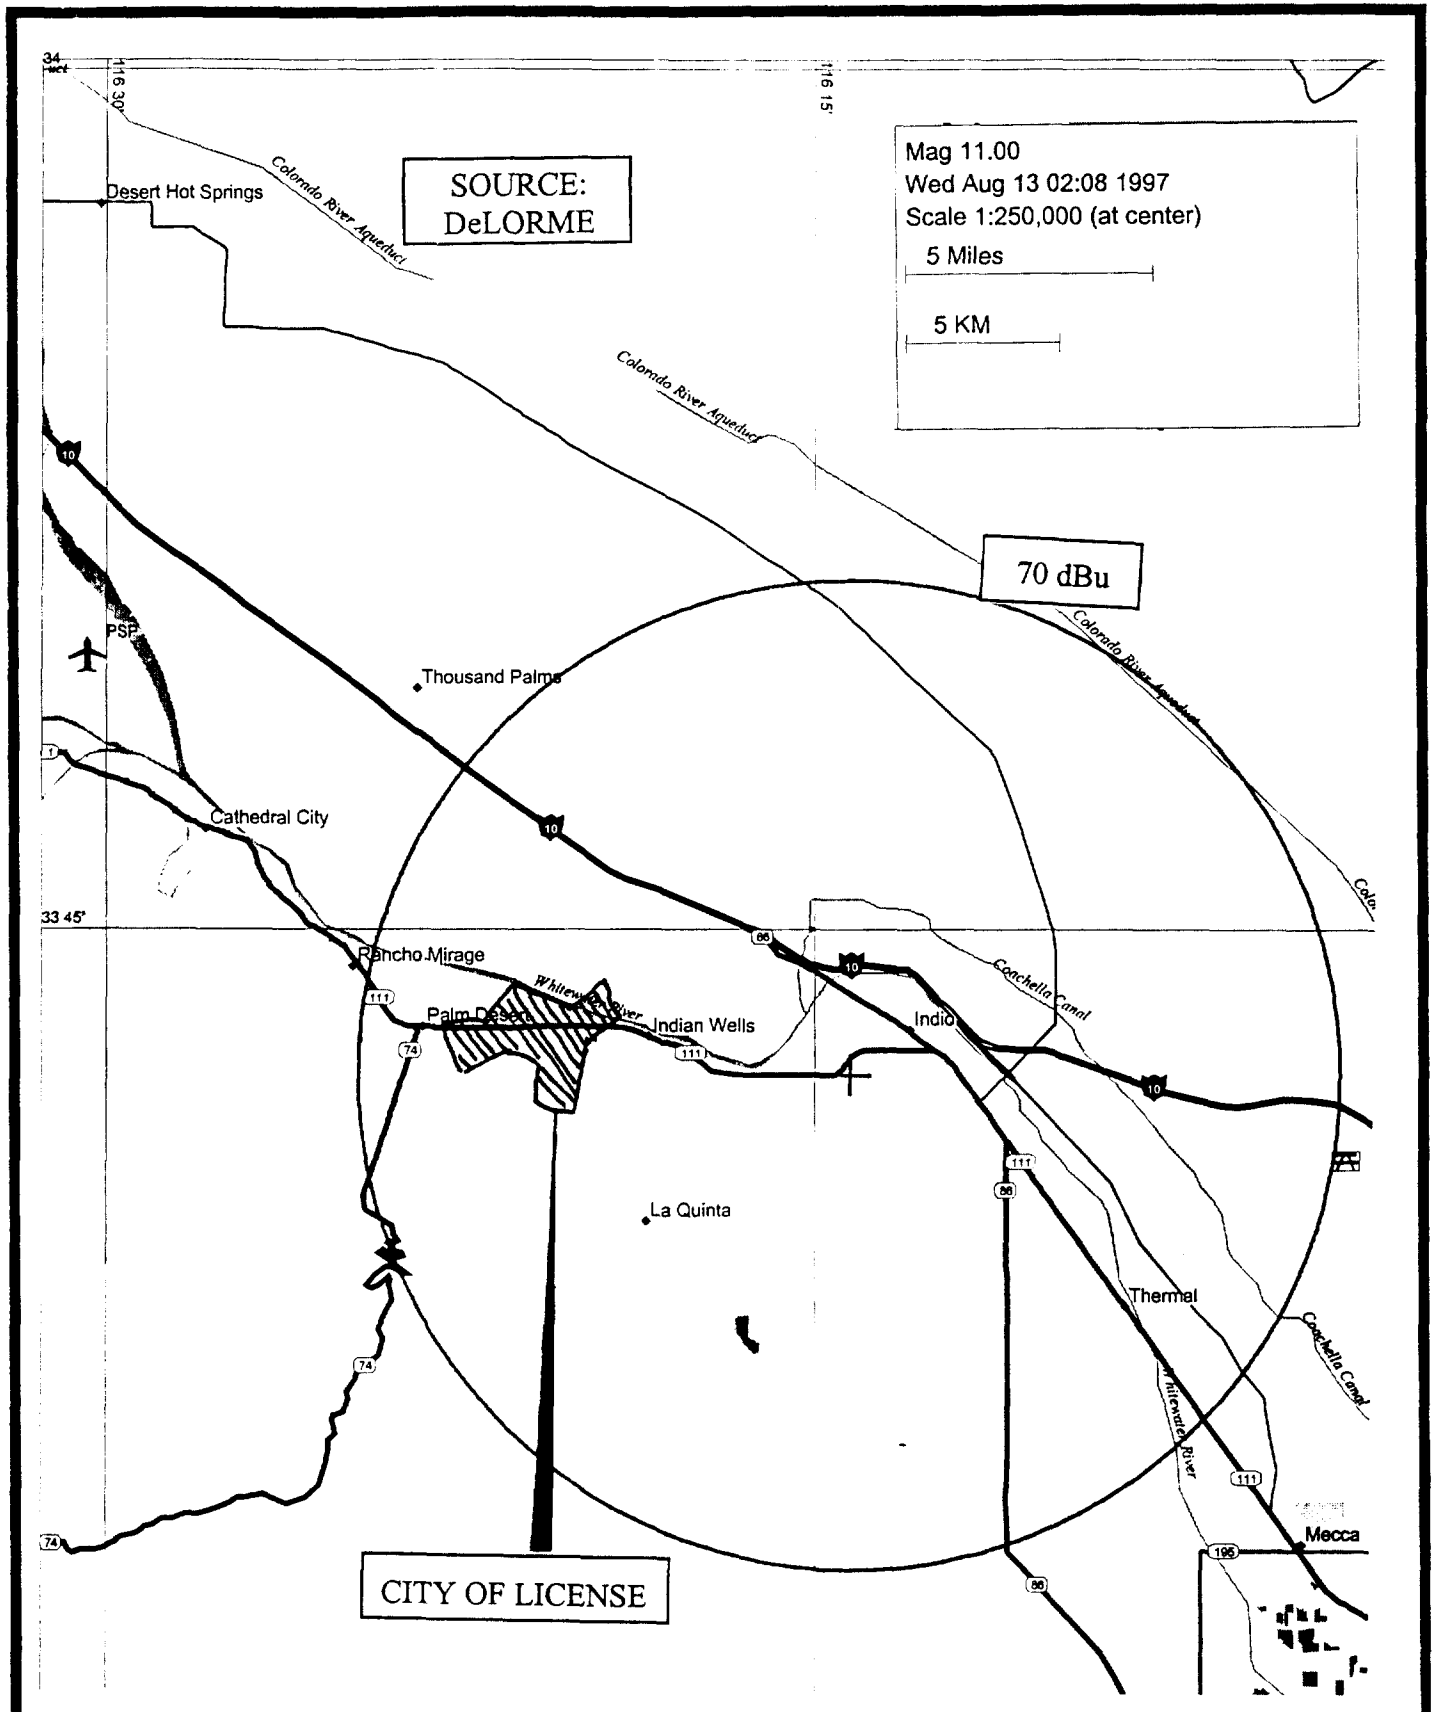 34
uct
116 30'
116 15'
Mag 11.00
Wed Aug 13 02:08 1997
Scale 1:250,000 (at center)
5 Miles
5 KM
SOURCE:
DeLORME
Colorado River Aqueduct
Desert Hot Springs
Colorado River Aqueduct
10
70 dBu
Colorado River Aqueduct
PSP
Thousand Palms
1
Cathedral City
10
Colo.
33 45'
86
Rancho Mirage
10
Coachella Canal
Whitewater River
111
Palm Desert
Indian Wells
Indio
74
111
10
111
86
La Quinta
Thermal
Coachella Canal
74
Whitewater River
111
74
Mecca
195
86
CITY OF LICENSE